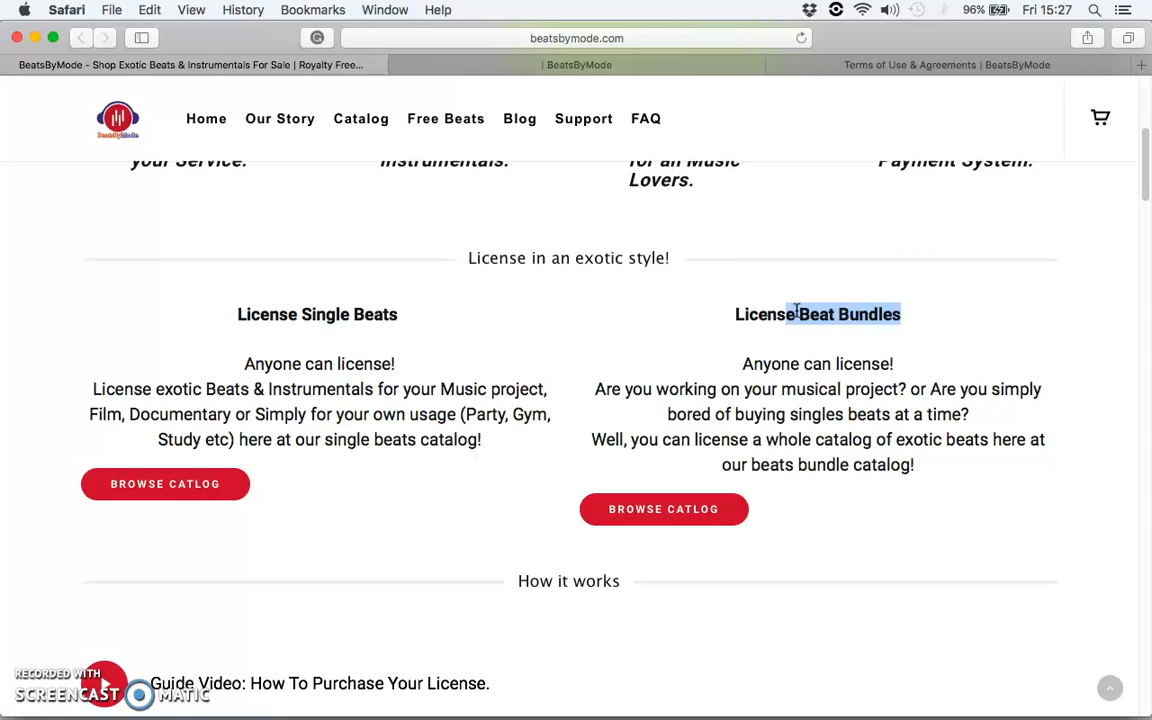 Safari File Edit View History Bookmarks Window Help 96% Fri 15:27
beatsbymode.com
BeatsByMode - Shop Exotic Beats & Instrumentals For Sale | Royalty Free... | BeatsByMode Terms of Use & Agreements | BeatsByMode
BeatsByMode Home Our Story Catalog Free Beats Blog Support FAQ
your Service. Instrumentals. for an Music Payment System.
Lovers.
License in an exotic style!
License Single Beats
Anyone can license!
License exotic Beats & Instrumentals for your Music project,
Film, Documentary or Simply for your own usage (Party, Gym,
Study etc) here at our single beats catalog!
BROWSE CATLOG
License Beat Bundles
Anyone can license!
Are you working on your musical project? or Are you simply
bored of buying singles beats at a time?
Well, you can license a whole catalog of exotic beats here at
our beats bundle catalog!
BROWSE CATLOG
How it works
Guide Video: How To Purchase Your License.
RECORDED WITH
SCREENCAST MATIC